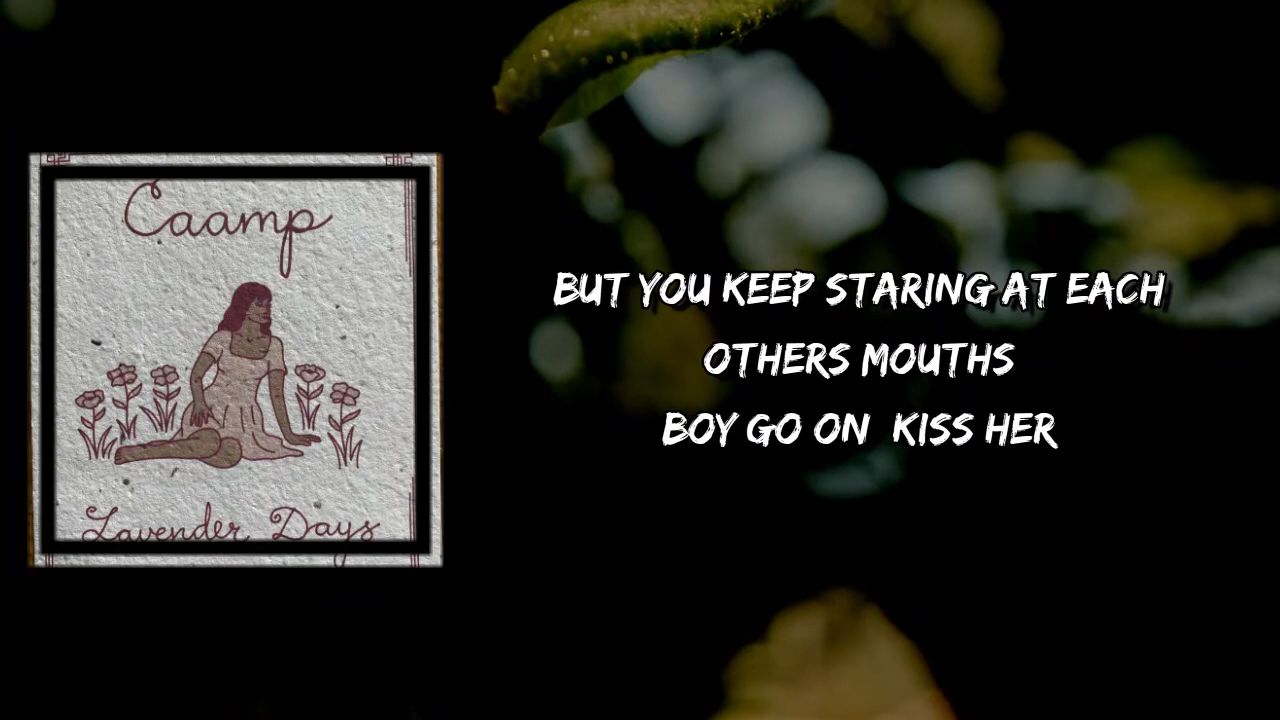 Caamp
Lavender Days
BUT YOU KEEP STARING AT EACH
OTHERS MOUTHS
BOY GO ON KISS HER